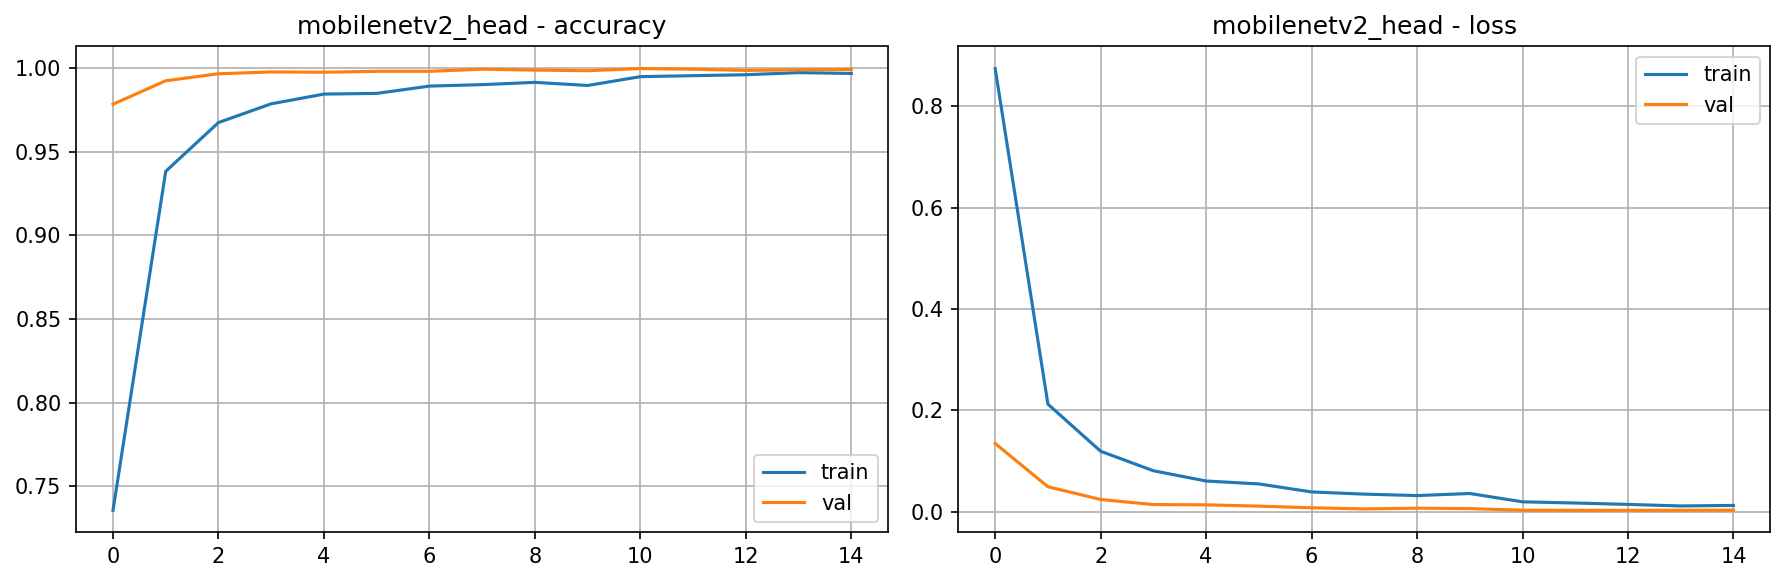 mobilenetv2_head - accuracy
1.00
0.95
0.90
0.85
0.80
0.75
train
val
0 2 4 6 8 10 12 14
mobilenetv2_head - loss
train
val
0.8
0.6
0.4
0.2
0.0
0 2 4 6 8 10 12 14